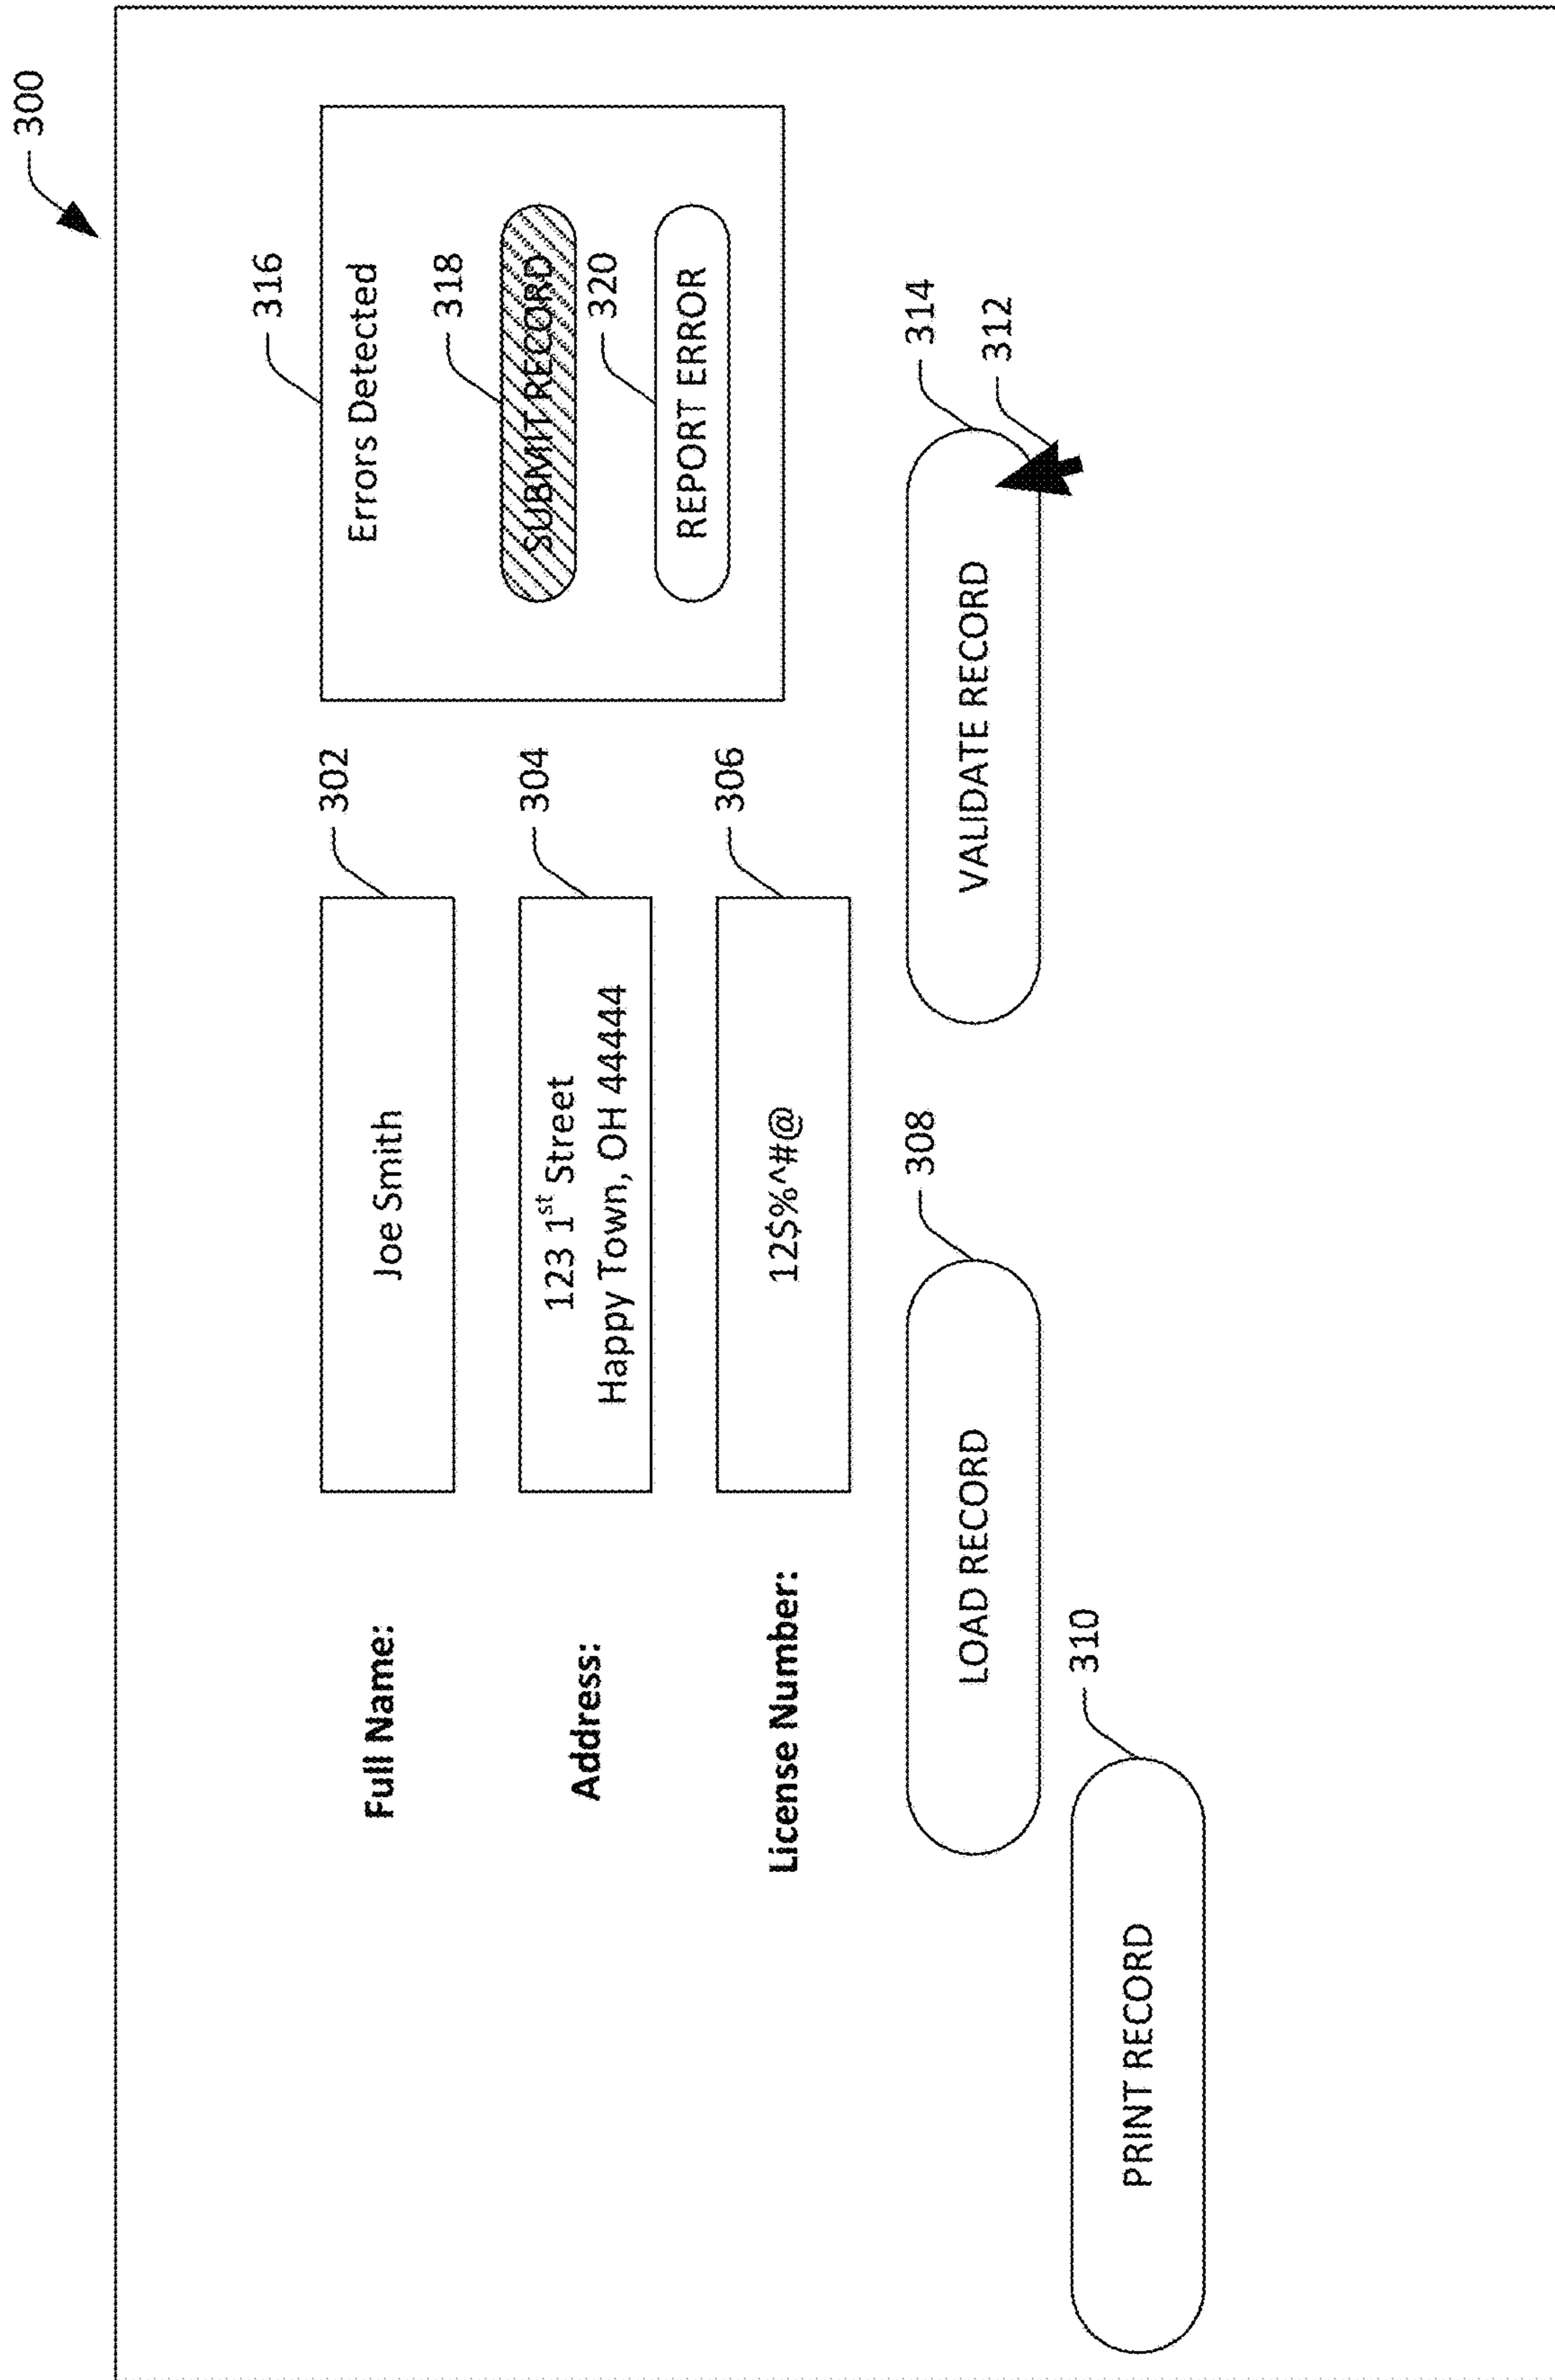 300
316
Errors Detected
318
SUBMIT RECORD
320
REPORT ERROR
Full Name:
Joe Smith
302
Address:
123 1st Street
Happy Town, OH 44444
304
License Number:
12$%^#@
306
LOAD RECORD
308
VALIDATE RECORD
314
312
PRINT RECORD
310